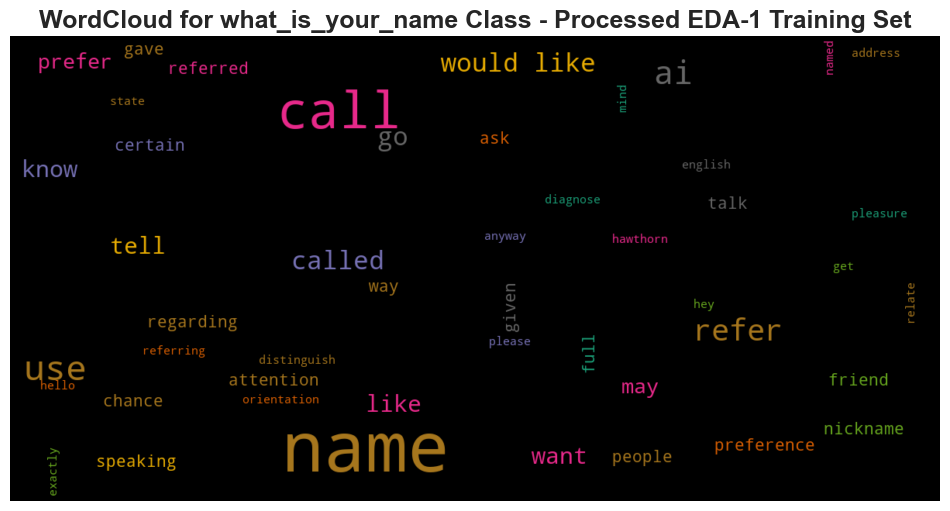 WordCloud for what_is_your_name Class - Processed EDA-1 Training Set
gave
prefer
referred
would like
ai
named
address
state
call
mind
go
ask
certain
know
english
diagnose
talk
pleasure
anyway
hawthorn
tell
called
get
way
given
hey
relate
regarding
refer
referring
please
distinguish
full
use
hello
attention
may
friend
chance
orientation
like
name
nickname
preference
want
people
speaking
exactly